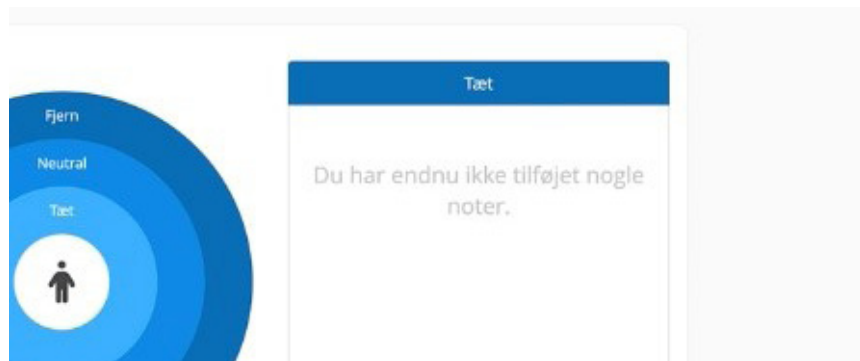 Fjern
Neutral
Tæt
Tæt
Du har endnu ikke tilføjet nogle
noter.